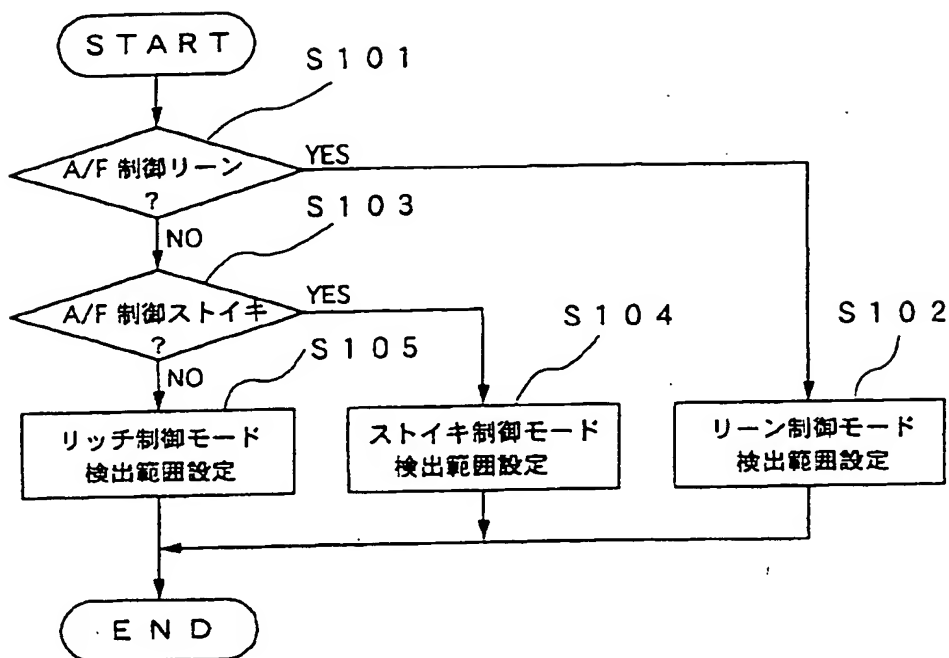 START
S101
A/F 制御リーン
?
YES
NO
S103
A/F 制御ストイキ
?
YES
NO
S105
S104
S102
リッチ制御モード
検出範囲設定
ストイキ制御モード
検出範囲設定
リーン制御モード
検出範囲設定
END